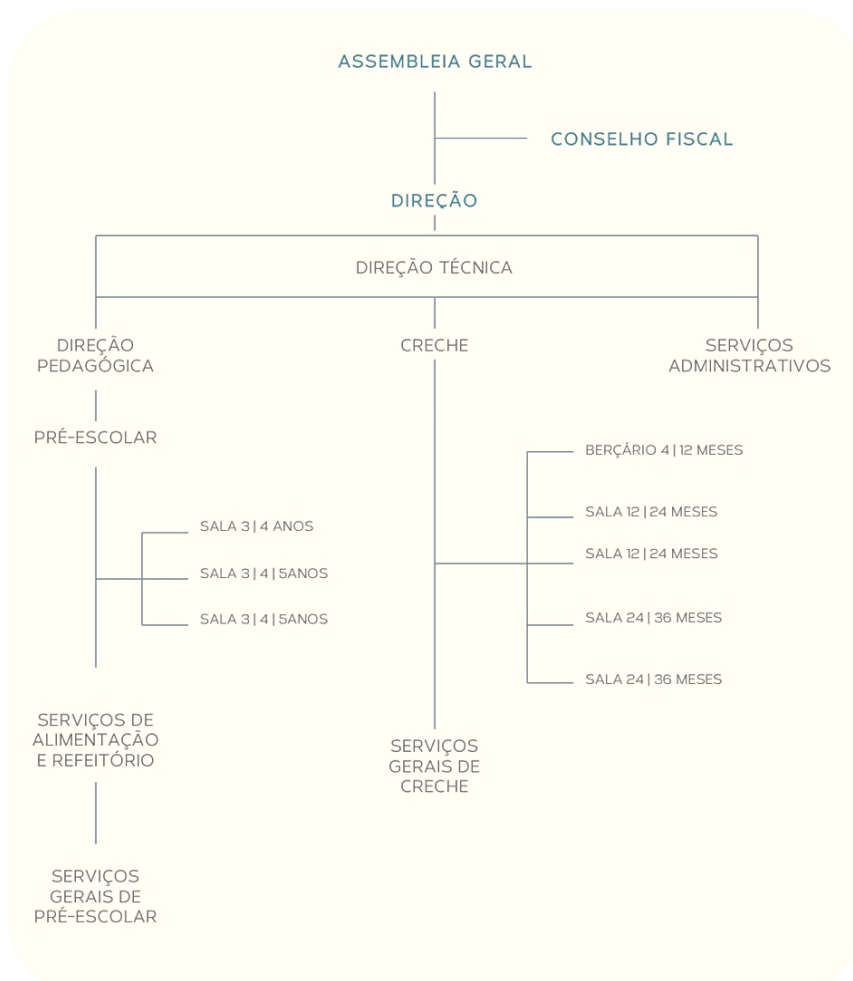 ASSEMBLEIA GERAL
CONSELHO FISCAL
DIREÇÃO
DIREÇÃO TÉCNICA
DIREÇÃO
PEDAGÓGICA
CRECHE
SERVIÇOS
ADMINISTRATIVOS
PRÉ-ESCOLAR
SALA 3 | 4 ANOS
SALA 3 | 4 | 5ANOS
SALA 3 | 4 | 5ANOS
BERÇÁRIO 4 | 12 MESES
SALA 12 | 24 MESES
SALA 12 | 24 MESES
SALA 24 | 36 MESES
SALA 24 | 36 MESES
SERVIÇOS DE
ALIMENTAÇÃO
E REFEITÓRIO
SERVIÇOS
GERAIS DE
CRECHE
SERVIÇOS
GERAIS DE
PRÉ-ESCOLAR